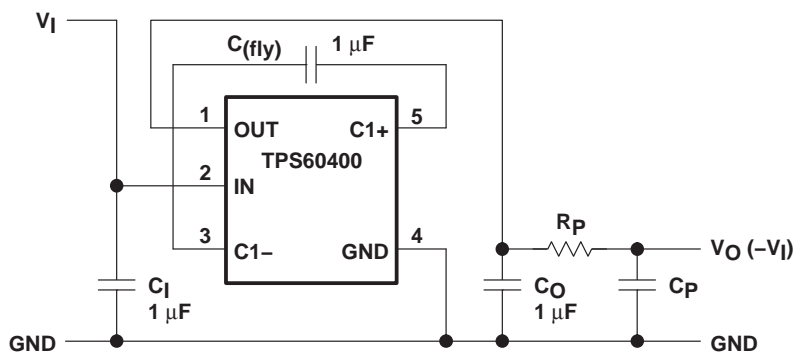 VI
C(fly) 1 μF
1 OUT C1+ 5
TPS60400
2 IN
3 C1− GND 4
RP
VO (−VI)
CI
1 μF
CO
1 μF
CP
GND GND